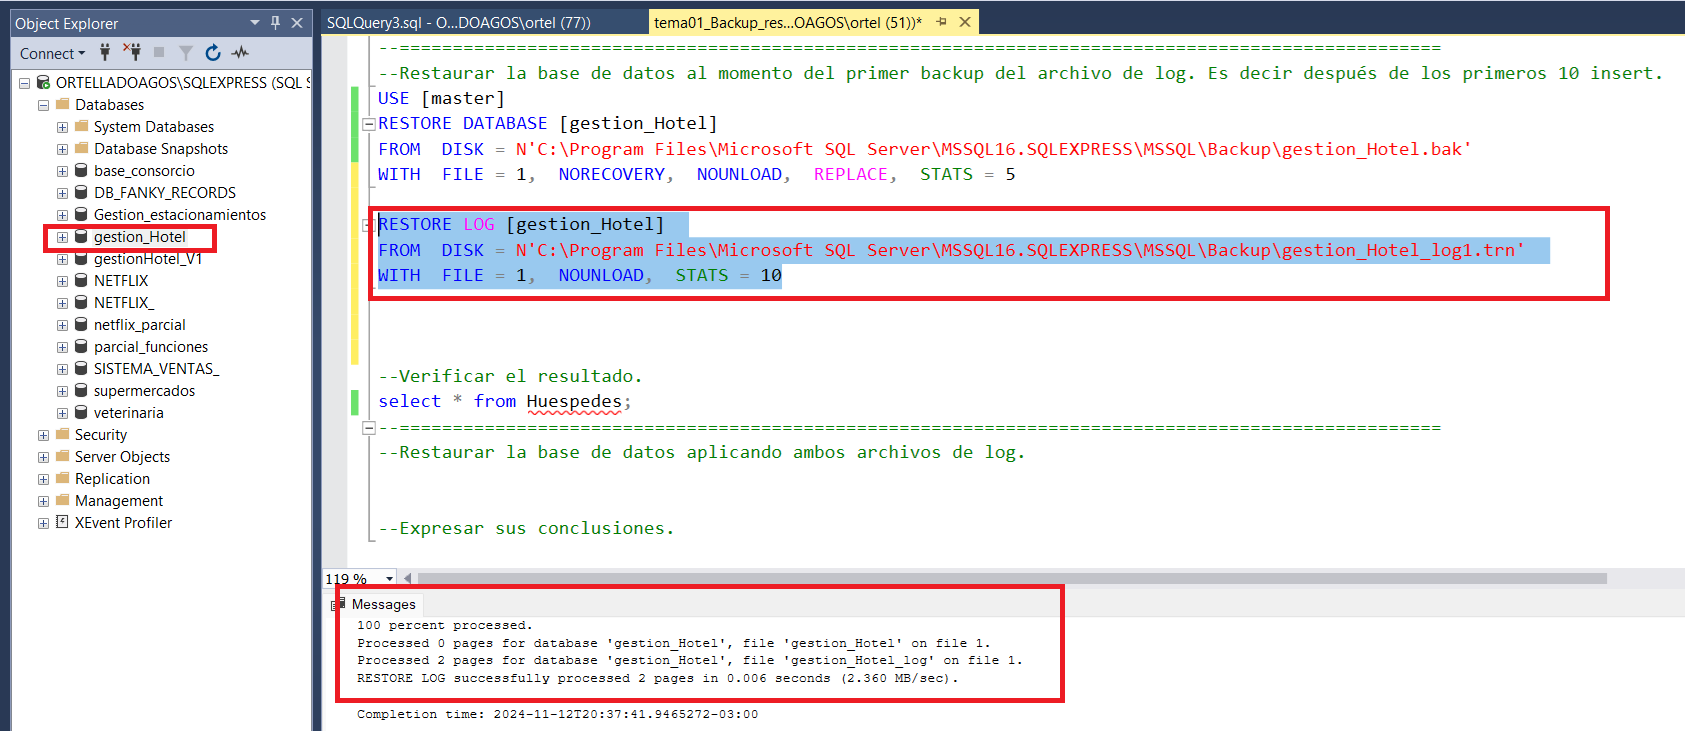 Object Explorer
Connect
ORTELLADOAGOS\SQLEXPRESS (SQL S
Databases
System Databases
Database Snapshots
base_consorcio
DB_FANKY_RECORDS
Gestion_estacionamientos
gestion_Hotel
gestionHotel_V1
NETFLIX
NETFLIX_
netflix_parcial
parcial_funciones
SISTEMA_VENTAS_
supermercados
veterinaria
Security
Server Objects
Replication
Management
XEvent Profiler
SQLQuery3.sql - O...DOAGOS\ortel (77))
tema01_Backup_res...OAGOS\ortel (51))*
--==================================================================================================
--Restaurar la base de datos al momento del primer backup del archivo de log. Es decir después de los primeros 10 insert.
USE [master]
RESTORE DATABASE [gestion_Hotel]
FROM  DISK = N'C:\Program Files\Microsoft SQL Server\MSSQL16.SQLEXPRESS\MSSQL\Backup\gestion_Hotel.bak'
WITH  FILE = 1,  NORECOVERY,  NOUNLOAD,  REPLACE,  STATS = 5
RESTORE LOG [gestion_Hotel]
FROM  DISK = N'C:\Program Files\Microsoft SQL Server\MSSQL16.SQLEXPRESS\MSSQL\Backup\gestion_Hotel_log1.trn'
WITH  FILE = 1,  NOUNLOAD,  STATS = 10
--Verificar el resultado.
select * from Huespedes;
--==================================================================================================
--Restaurar la base de datos aplicando ambos archivos de log.
--Expresar sus conclusiones.
119 %
Messages
100 percent processed.
Processed 0 pages for database 'gestion_Hotel', file 'gestion_Hotel' on file 1.
Processed 2 pages for database 'gestion_Hotel', file 'gestion_Hotel_log' on file 1.
RESTORE LOG successfully processed 2 pages in 0.006 seconds (2.360 MB/sec).
Completion time: 2024-11-12T20:37:41.9465272-03:00